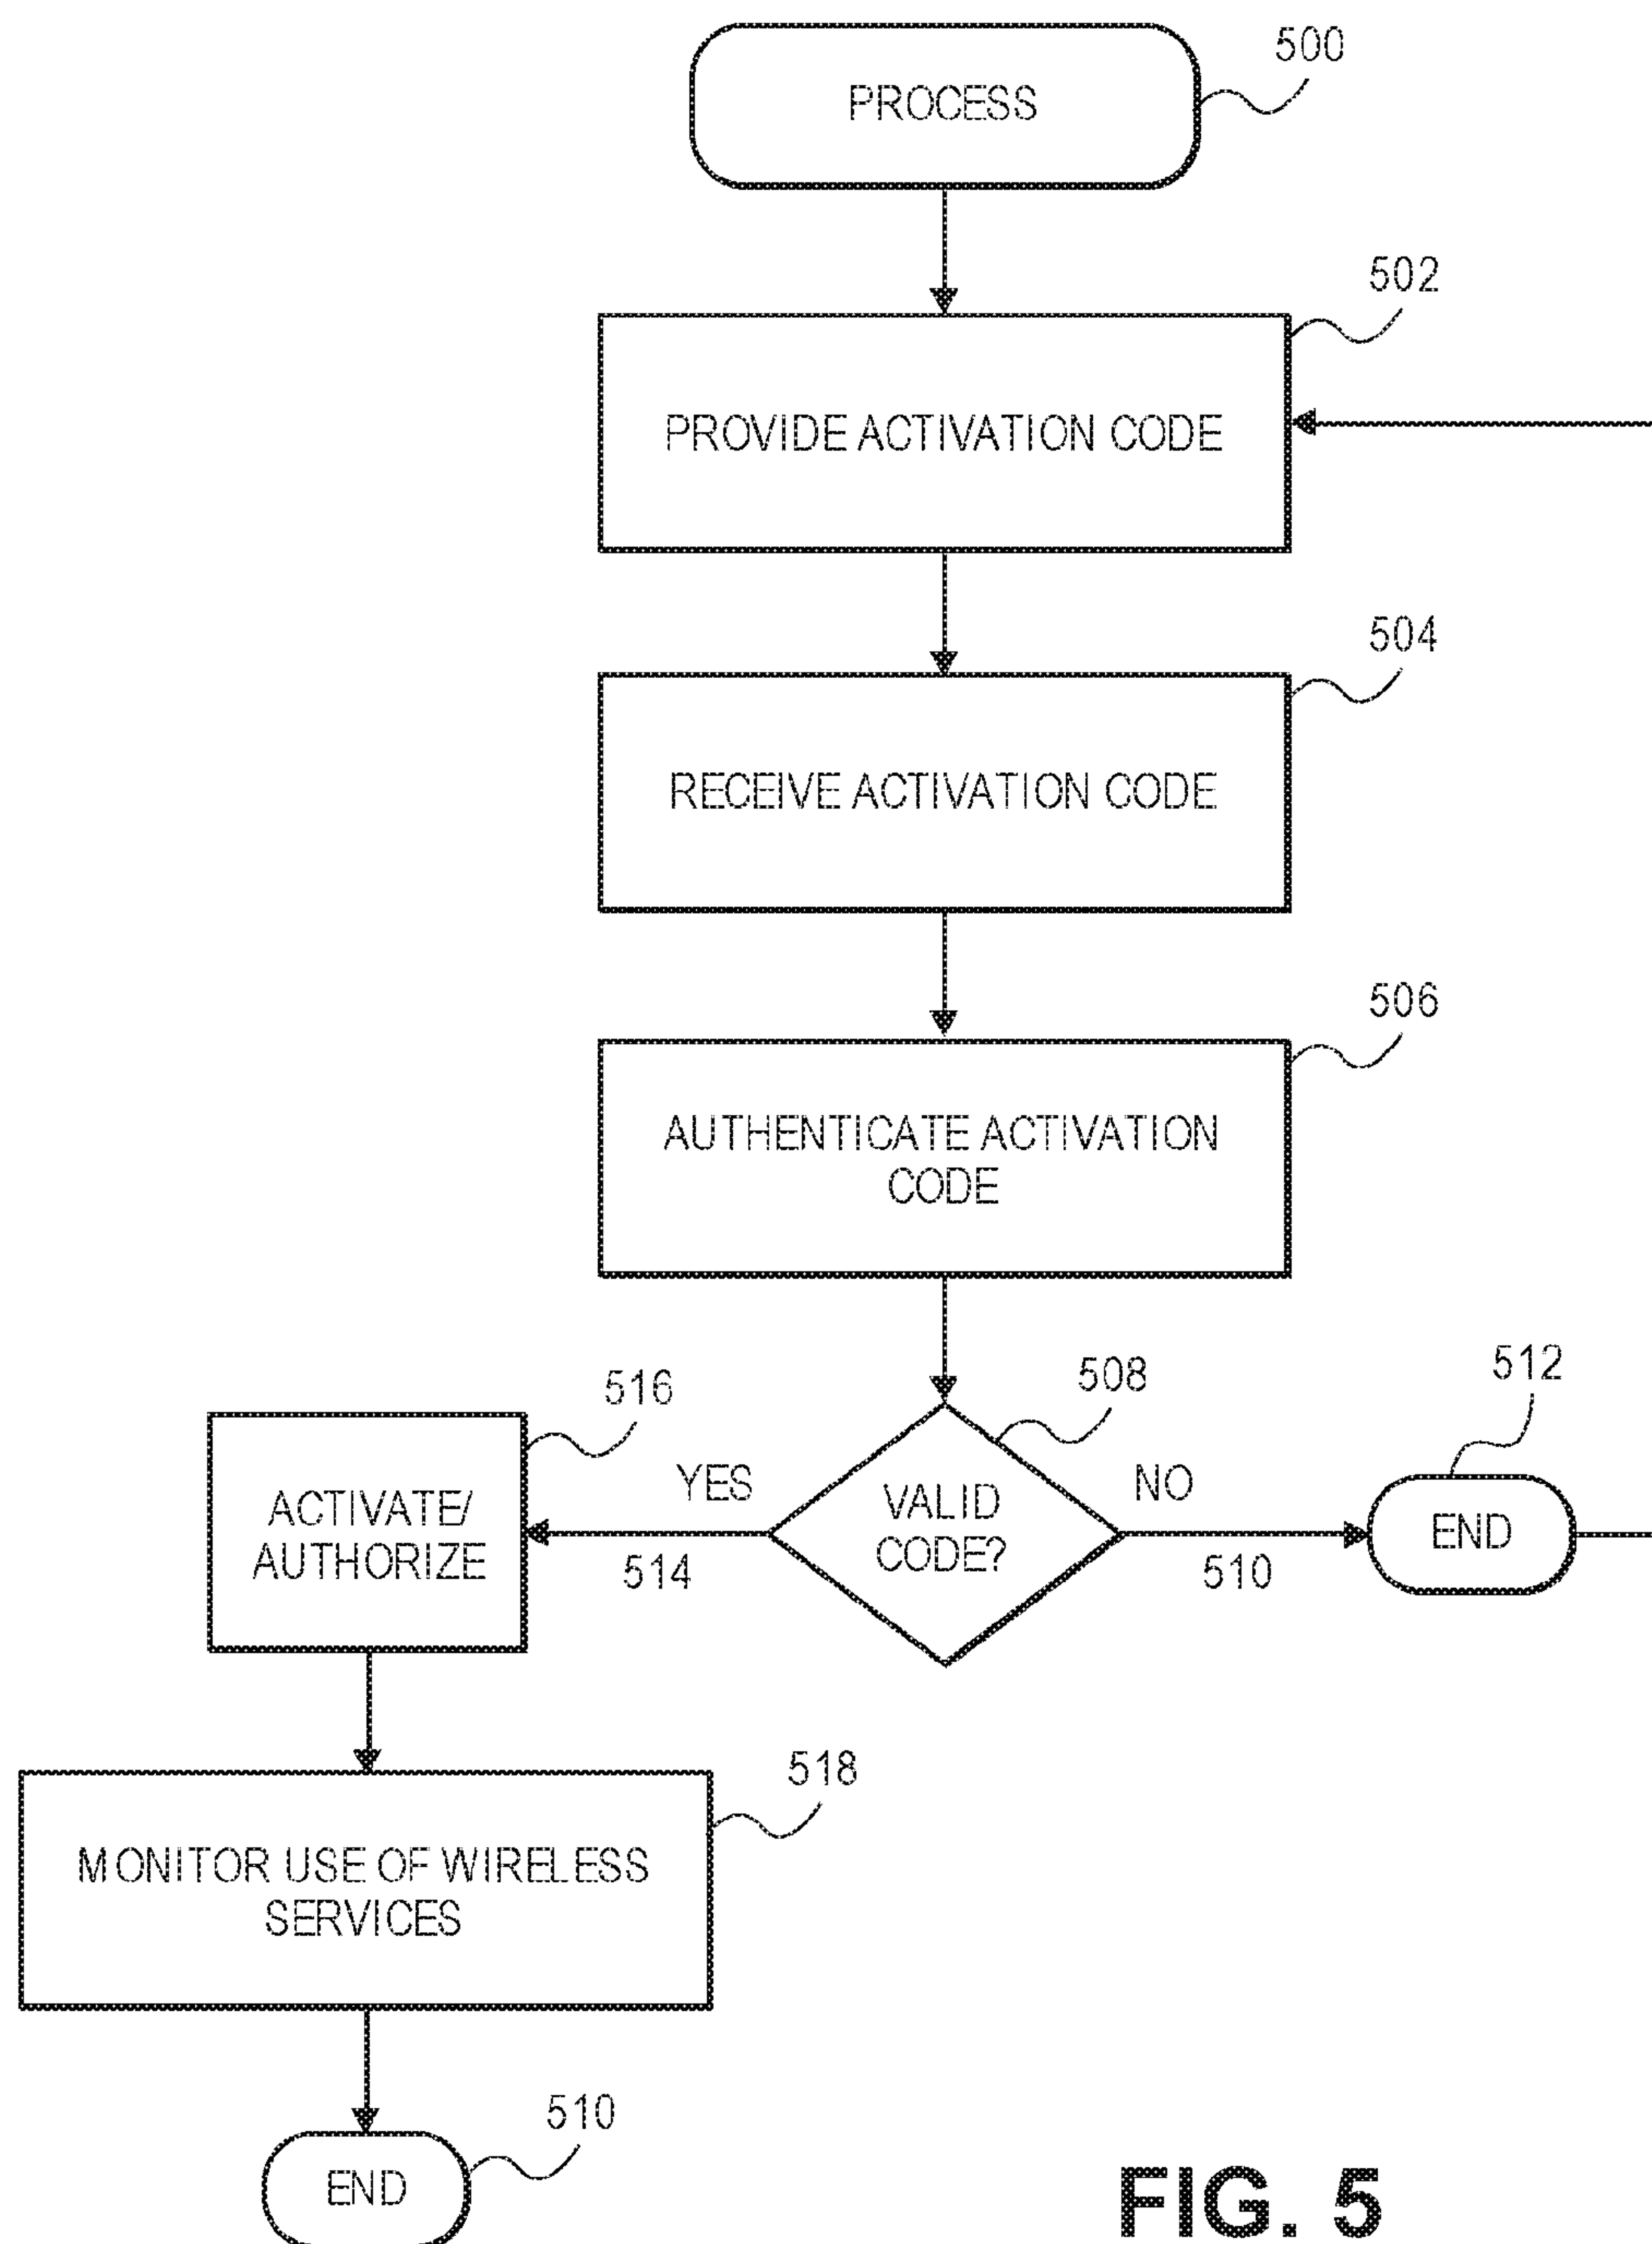 500
PROCESS
502
PROVIDE ACTIVATION CODE
504
RECEIVE ACTIVATION CODE
506
AUTHENTICATE ACTIVATION
CODE
516
508
512
YES
NO
ACTIVATE/
AUTHORIZE
VALID
CODE?
END
514
510
518
MONITOR USE OF WIRELESS
SERVICES
510
END
FIG. 5